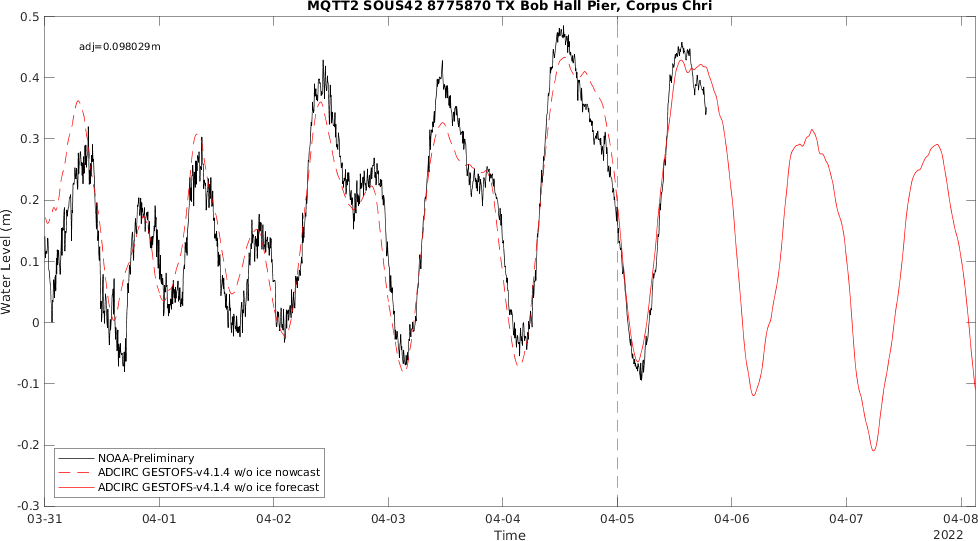 MQTT2 SOUS42 8775870 TX Bob Hall Pier, Corpus Chri
adj=0.098029m
0.5
0.4
0.3
0.2
0.1
0
-0.1
-0.2
-0.3
Water Level (m)
NOAA-Preliminary
ADCIRC GESTOFS-v4.1.4 w/o ice nowcast
ADCIRC GESTOFS-v4.1.4 w/o ice forecast
03-31 04-01 04-02 04-03 04-04 04-05 04-06 04-07 04-08
Time
2022